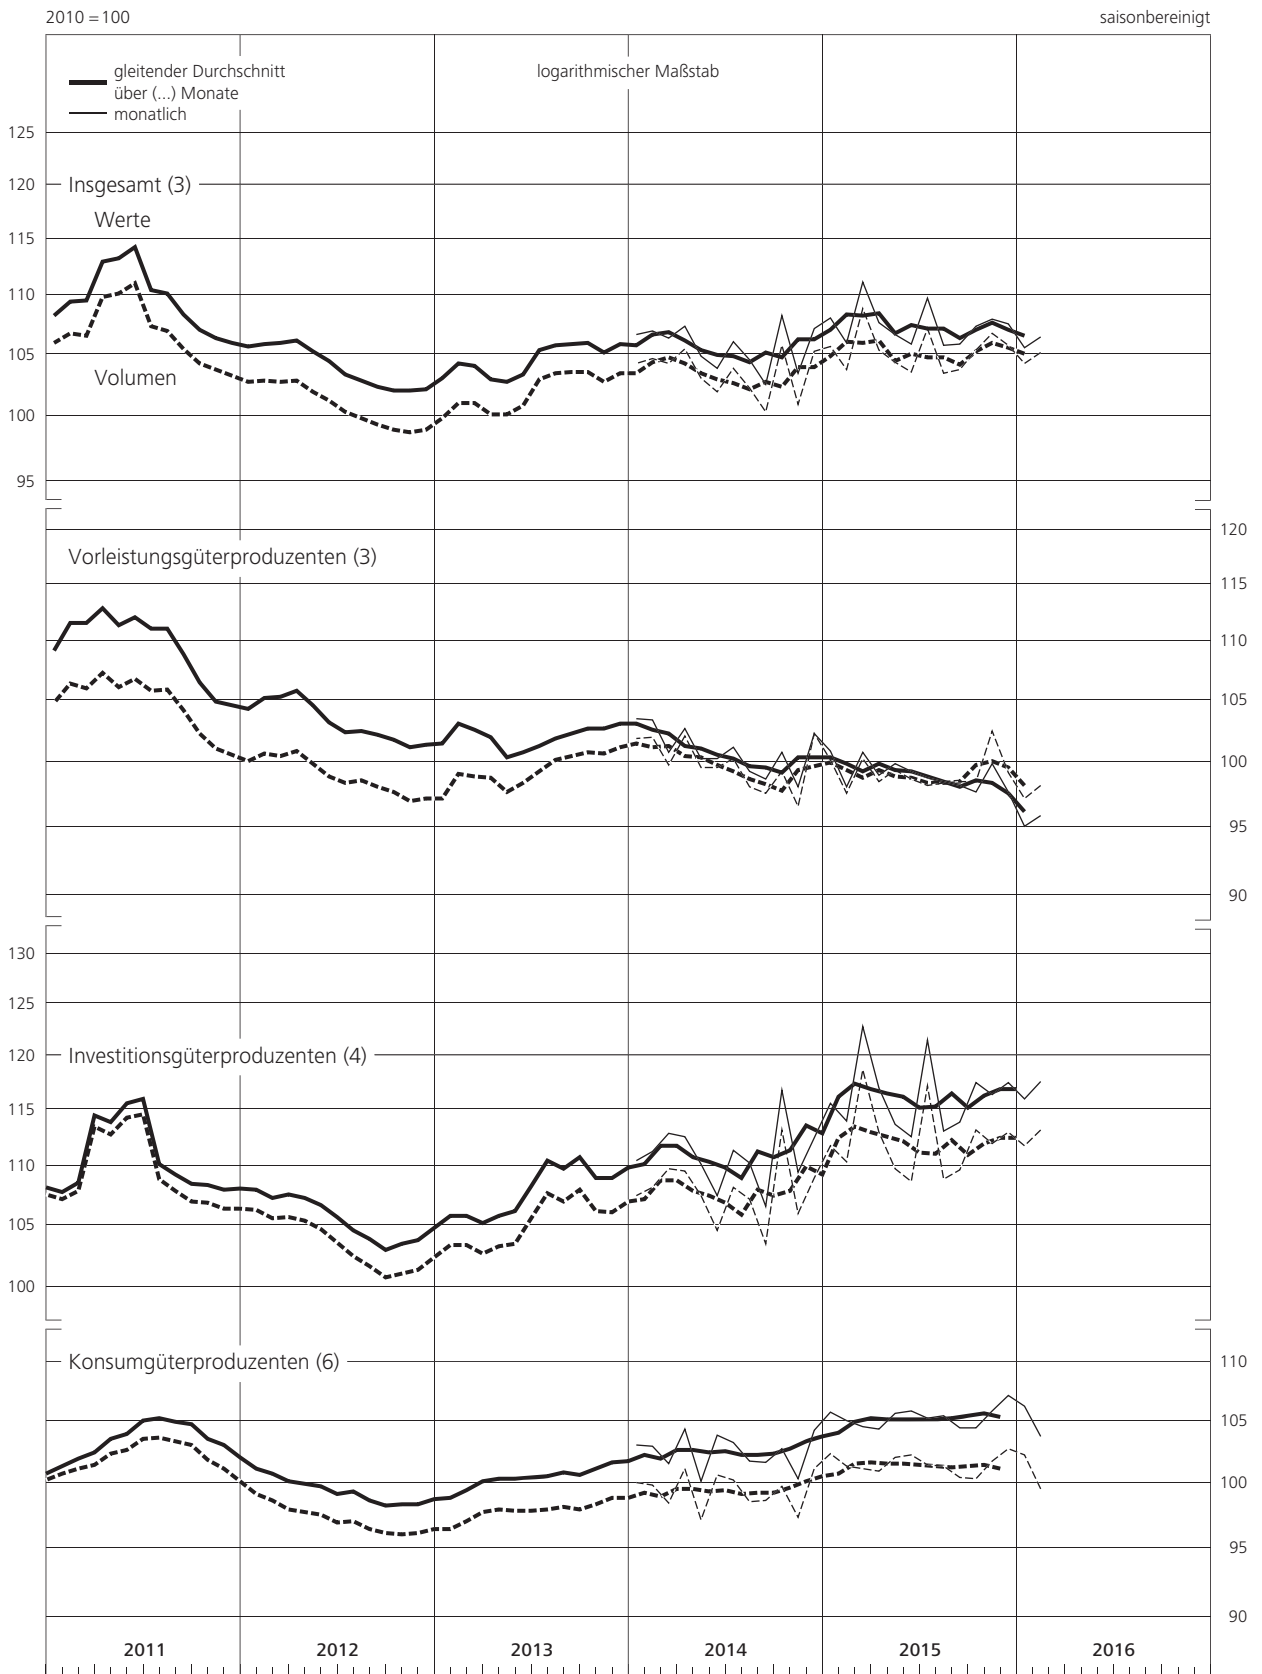 2010 = 100
saisonbereinigt
gleitender Durchschnitt
über (...) Monate
monatlich
logarithmischer Maßstab
125
120
Insgesamt (3)
Werte
115
110
105
Volumen
100
95
120
Vorleistungsgüterproduzenten (3)
115
110
105
100
95
90
130
125
120
Investitionsgüterproduzenten (4)
115
110
105
100
Konsumgüterproduzenten (6)
110
105
100
95
90
2011 2012 2013 2014 2015 2016